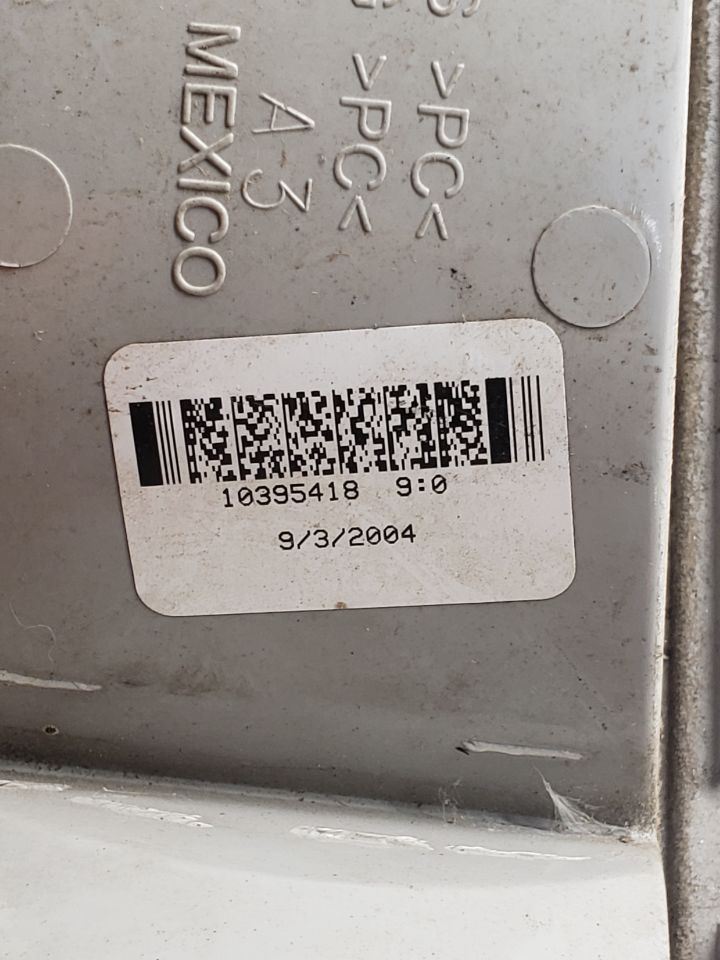 >PC<
>PC<
A3
MEXICO
10395418 9:0
9/3/2004